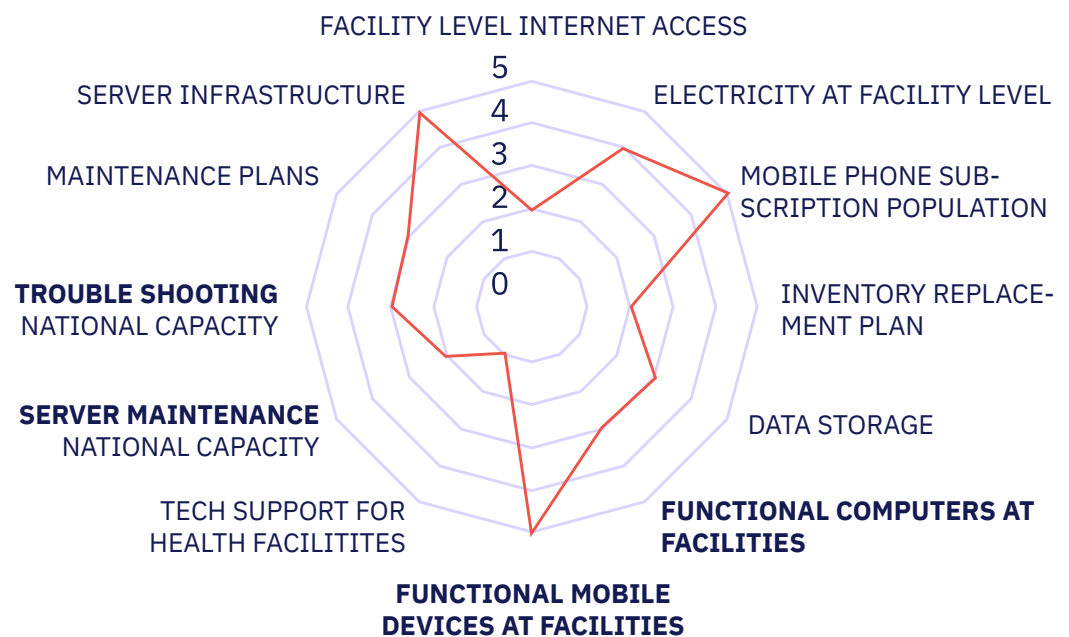 FACILITY LEVEL INTERNET ACCESS
5
4
3
2
1
0
ELECTRICITY AT FACILITY LEVEL
MOBILE PHONE SUB-
SCRIPTION POPULATION
INVENTORY REPLACE-
MENT PLAN
DATA STORAGE
FUNCTIONAL COMPUTERS AT
FACILITIES
FUNCTIONAL MOBILE
DEVICES AT FACILITIES
TECH SUPPORT FOR
HEALTH FACILITITES
SERVER MAINTENANCE
NATIONAL CAPACITY
TROUBLE SHOOTING
NATIONAL CAPACITY
MAINTENANCE PLANS
SERVER INFRASTRUCTURE